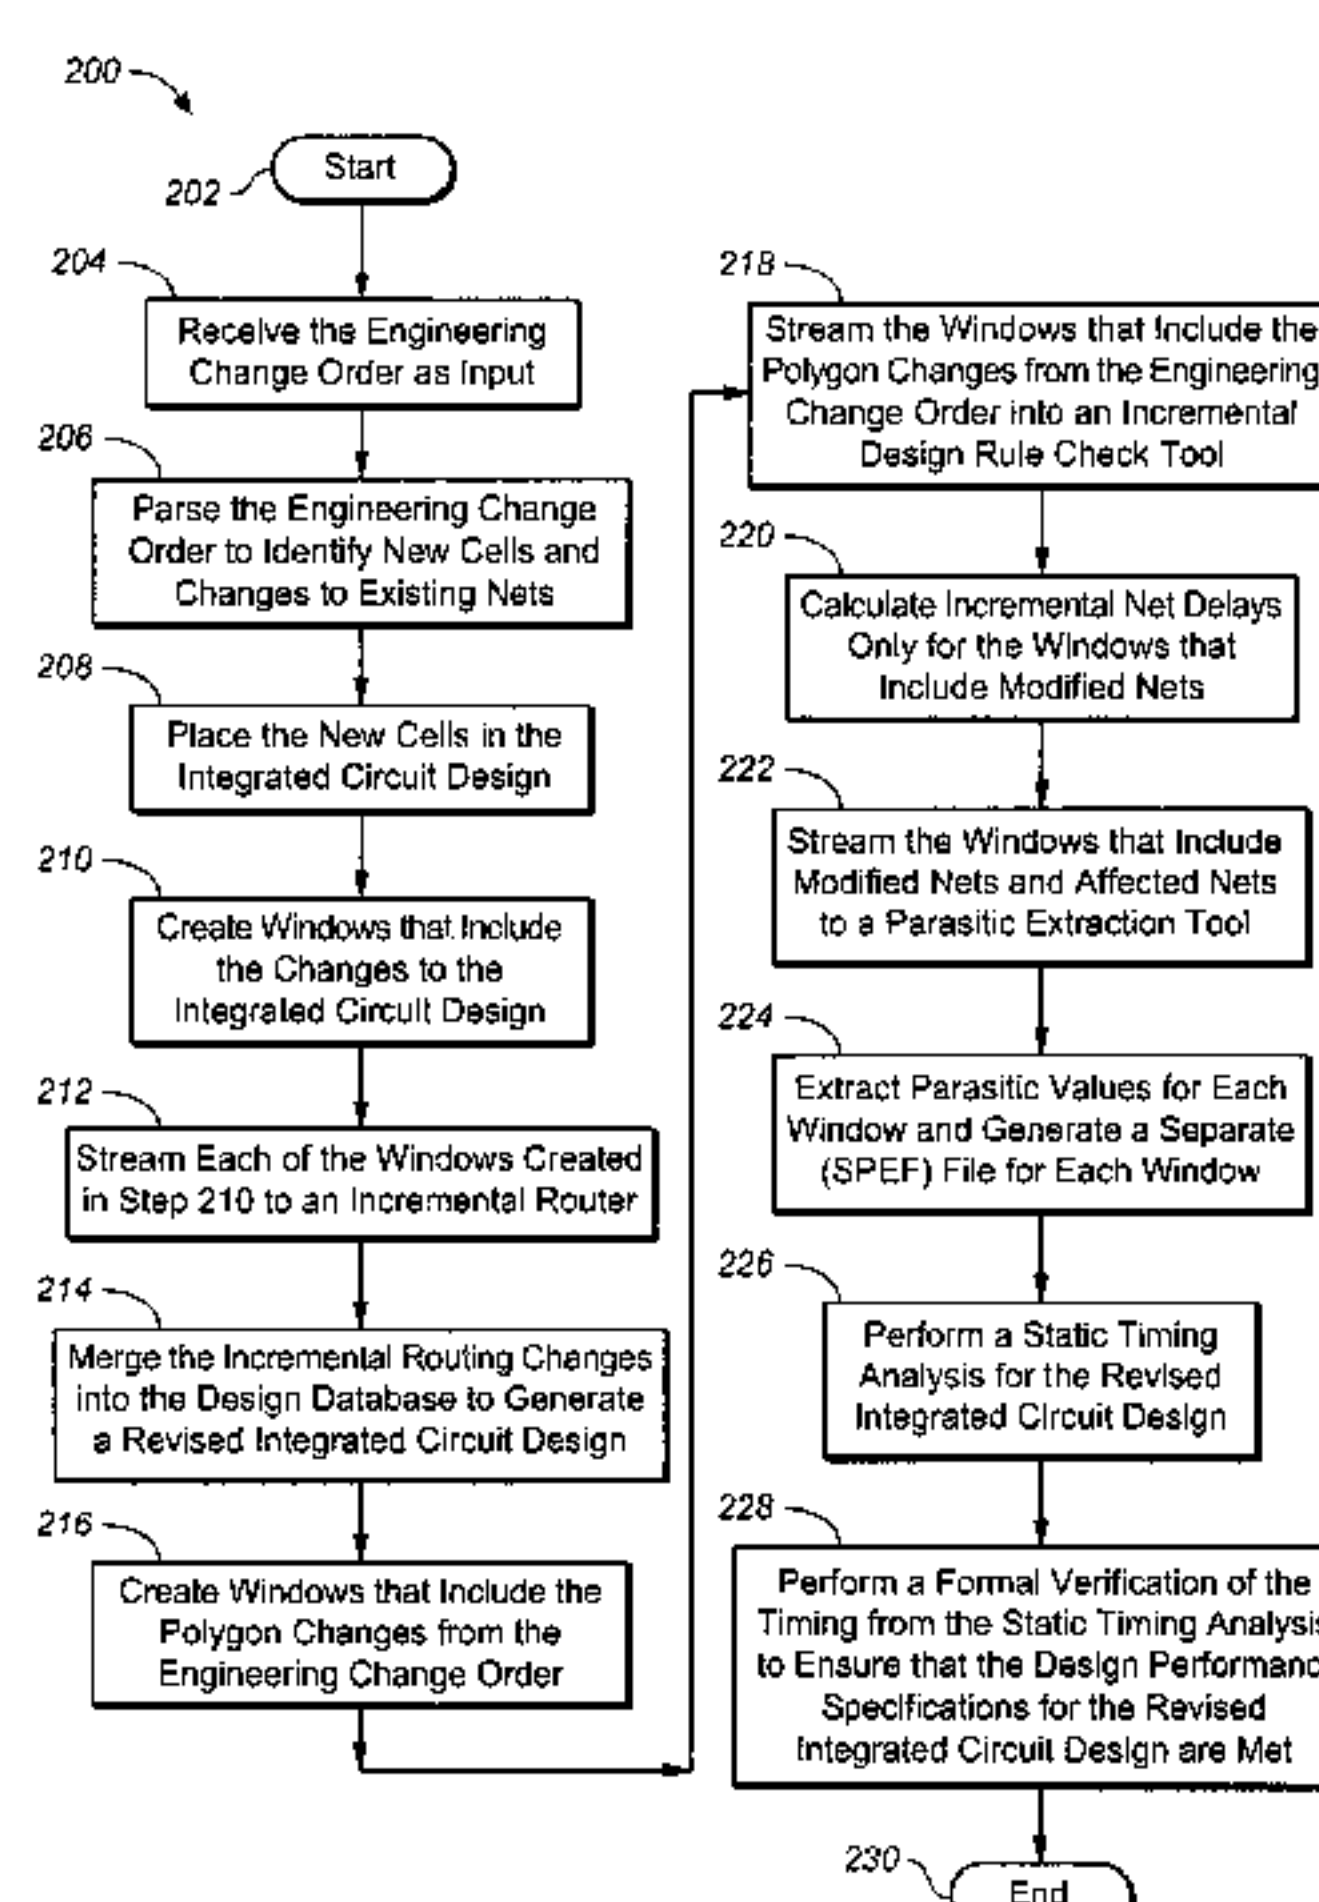 200
202
Start
204
Receive the Engineering
Change Order as Input
206
Parse the Engineering Change
Order to Identify New Cells and
Changes to Existing Nets
208
Place the New Cells in the
Integrated Circuit Design
210
Create Windows that Include
the Changes to the
Integrated Circuit Design
212
Stream Each of the Windows Created
in Step 210 to an Incremental Router
214
Merge the Incremental Routing Changes
into the Design Database to Generate
a Revised Integrated Circuit Design
216
Create Windows that Include the
Polygon Changes from the
Engineering Change Order
218
Stream the Windows that Include the
Polygon Changes from the Engineering
Change Order into an Incremental
Design Rule Check Tool
220
Calculate Incremental Net Delays
Only for the Windows that
Include Modified Nets
222
Stream the Windows that Include
Modified Nets and Affected Nets
to a Parasitic Extraction Tool
224
Extract Parasitic Values for Each
Window and Generate a Separate
(SPEF) File for Each Window
226
Perform a Static Timing
Analysis for the Revised
Integrated Circuit Design
228
Perform a Formal Verification of the
Timing from the Static Timing Analysis
to Ensure that the Design Performanc
Specifications for the Revised
Integrated Circuit Design are Met
230
End